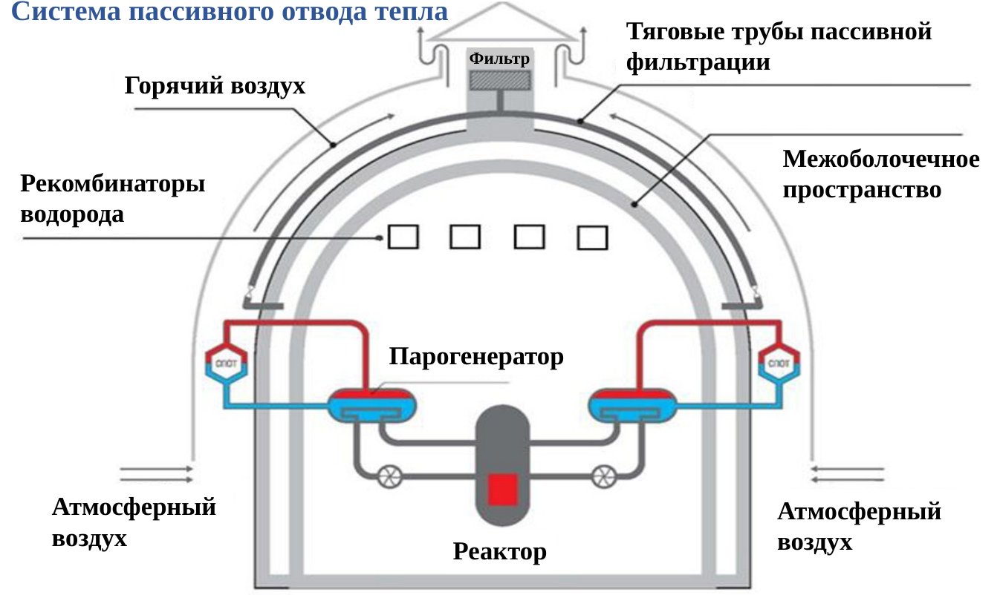 Система пассивного отвода тепла
Тяговые трубы пассивной
фильтрации
Фильтр
Горячий воздух
Межоболочечное
пространство
Рекомбинаторы
водорода
Парогенератор
СПОТ
СПОТ
Атмосферный
воздух
Атмосферный
воздух
Реактор